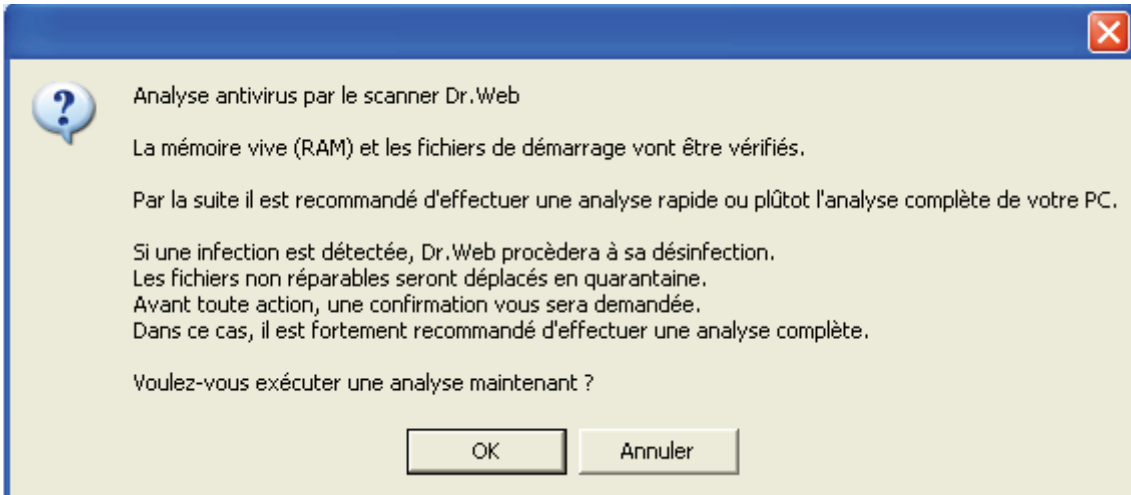 Analyse antivirus par le scanner Dr.Web
La mémoire vive (RAM) et les fichiers de démarrage vont être vérifiés.
Par la suite il est recommandé d'effectuer une analyse rapide ou plûtot l'analyse complète de votre PC.
Si une infection est détectée, Dr.Web procèdera à sa désinfection.
Les fichiers non réparables seront déplacés en quarantaine.
Avant toute action, une confirmation vous sera demandée.
Dans ce cas, il est fortement recommandé d'effectuer une analyse complète.
Voulez-vous exécuter une analyse maintenant ?
OK Annuler